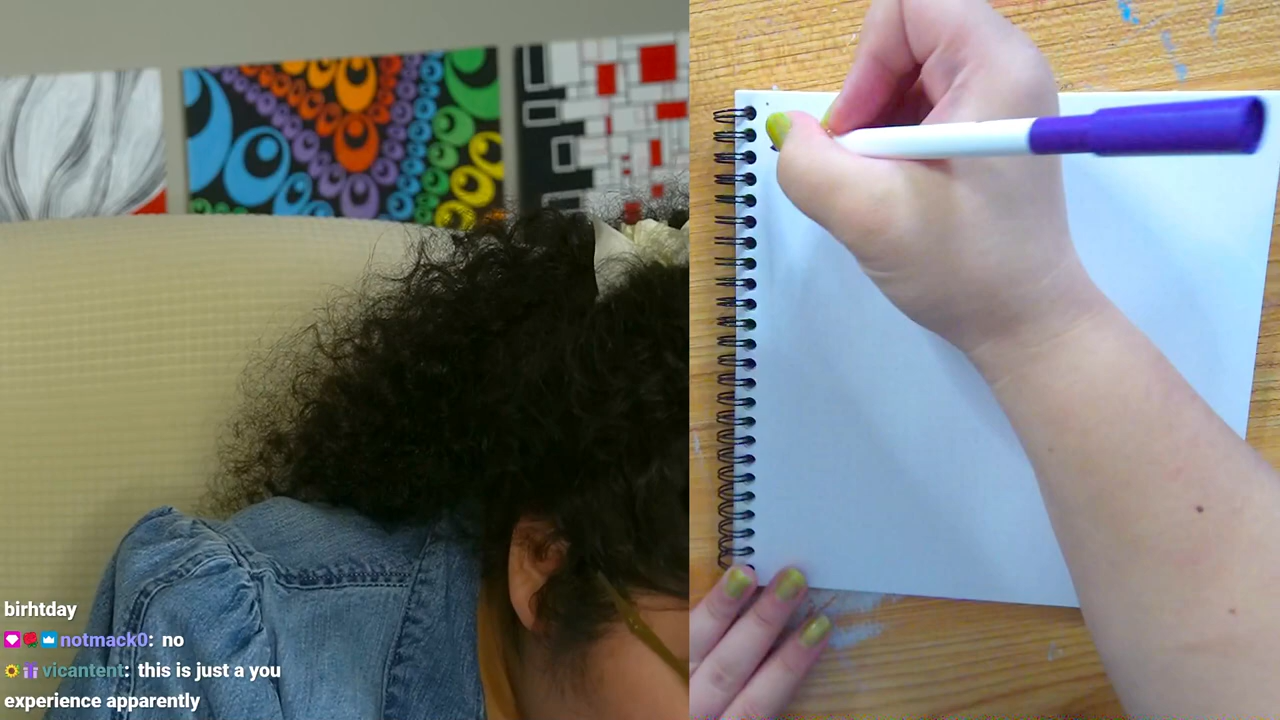 birhtday
notmack0: no
vicantent: this is just a you
experience apparently